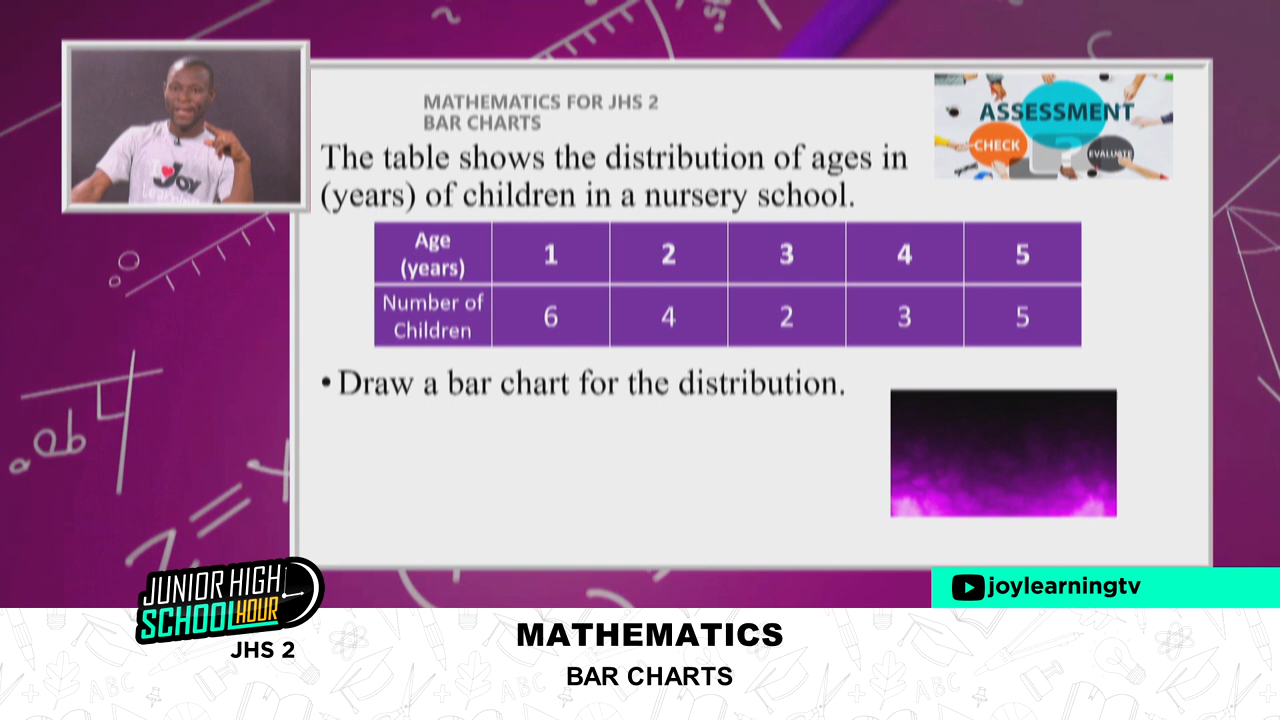 MATHEMATICS FOR JHS 2
BAR CHARTS
ASSESSMENT
CHECK
EVALUATE
The table shows the distribution of ages in
(years) of children in a nursery school.
Age (years) 1 2 3 4 5
Number of Children 6 4 2 3 5
• Draw a bar chart for the distribution.
Joy
JUNIOR HIGH
SCHOOL HOUR
JHS 2
joylearningtv
MATHEMATICS
BAR CHARTS